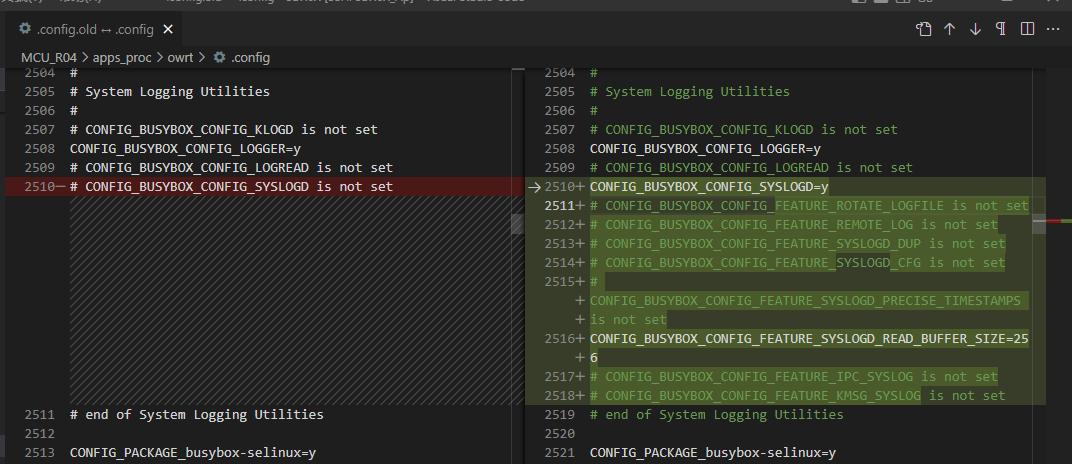 .config.old ↔ .config
MCU_R04 > apps_proc > owrt > .config
2504 #
2505 # System Logging Utilities
2506 #
2507 # CONFIG_BUSYBOX_CONFIG_KLOGD is not set
2508 CONFIG_BUSYBOX_CONFIG_LOGGER=y
2509 # CONFIG_BUSYBOX_CONFIG_LOGREAD is not set
2510− # CONFIG_BUSYBOX_CONFIG_SYSLOGD is not set
2511 # end of System Logging Utilities
2512
2513 CONFIG_PACKAGE_busybox-selinux=y
2504 #
2505 # System Logging Utilities
2506 #
2507 # CONFIG_BUSYBOX_CONFIG_KLOGD is not set
2508 CONFIG_BUSYBOX_CONFIG_LOGGER=y
2509 # CONFIG_BUSYBOX_CONFIG_LOGREAD is not set
2510+ CONFIG_BUSYBOX_CONFIG_SYSLOGD=y
2511+ # CONFIG_BUSYBOX_CONFIG_FEATURE_ROTATE_LOGFILE is not set
2512+ # CONFIG_BUSYBOX_CONFIG_FEATURE_REMOTE_LOG is not set
2513+ # CONFIG_BUSYBOX_CONFIG_FEATURE_SYSLOGD_DUP is not set
2514+ # CONFIG_BUSYBOX_CONFIG_FEATURE_SYSLOGD_CFG is not set
2515+ #
+ CONFIG_BUSYBOX_CONFIG_FEATURE_SYSLOGD_PRECISE_TIMESTAMPS
+ is not set
2516+ CONFIG_BUSYBOX_CONFIG_FEATURE_SYSLOGD_READ_BUFFER_SIZE=25
+ 6
2517+ # CONFIG_BUSYBOX_CONFIG_FEATURE_IPC_SYSLOG is not set
2518+ # CONFIG_BUSYBOX_CONFIG_FEATURE_KMSG_SYSLOG is not set
2519 # end of System Logging Utilities
2520
2521 CONFIG_PACKAGE_busybox-selinux=y